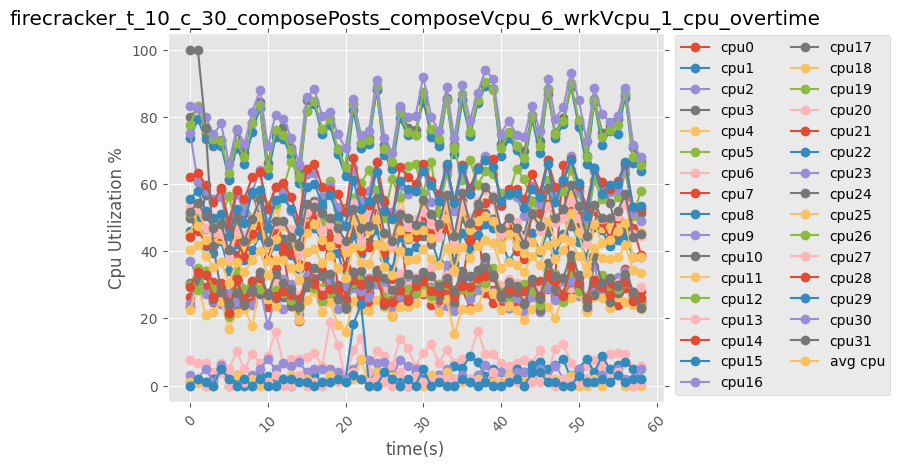 firecracker_t_10_c_30_composePosts_composeVcpu_6_wrkVcpu_1_cpu_overtime
Cpu Utilization %
100
80
60
40
20
0
0
10
20
30
40
50
60
time(s)
cpu0
cpu1
cpu2
cpu3
cpu4
cpu5
cpu6
cpu7
cpu8
cpu9
cpu10
cpu11
cpu12
cpu13
cpu14
cpu15
cpu16
cpu17
cpu18
cpu19
cpu20
cpu21
cpu22
cpu23
cpu24
cpu25
cpu26
cpu27
cpu28
cpu29
cpu30
cpu31
avg cpu